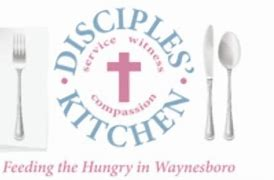 · DISCIPLES' ·
service witness
compassion
KITCHEN
Feeding the Hungry in Waynesboro